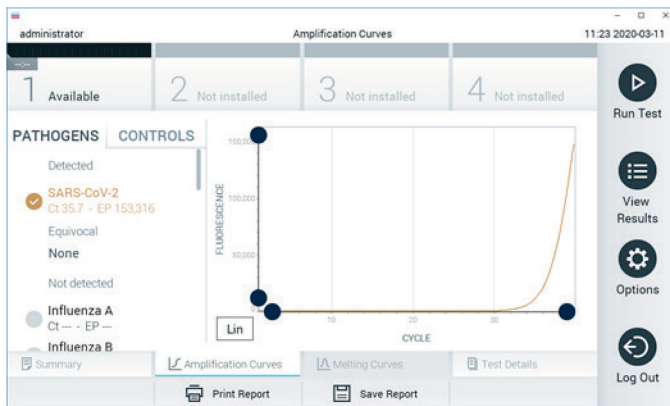 administrator
Amplification Curves
11:23 2020-03-11
--:--
1 Available
2 Not installed
3 Not installed
4 Not installed
Run Test
View
Results
Options
Log Out
PATHOGENS
CONTROLS
Detected
SARS-CoV-2
Ct 35.7 - EP 153,316
Equivocal
None
Not detected
Influenza A
Ct --- - EP ---
Influenza B
FLUORESCENCE
150,000
100,000
50,000
0
10
20
30
CYCLE
Lin
Summary
Amplification Curves
Melting Curves
Test Details
Print Report
Save Report